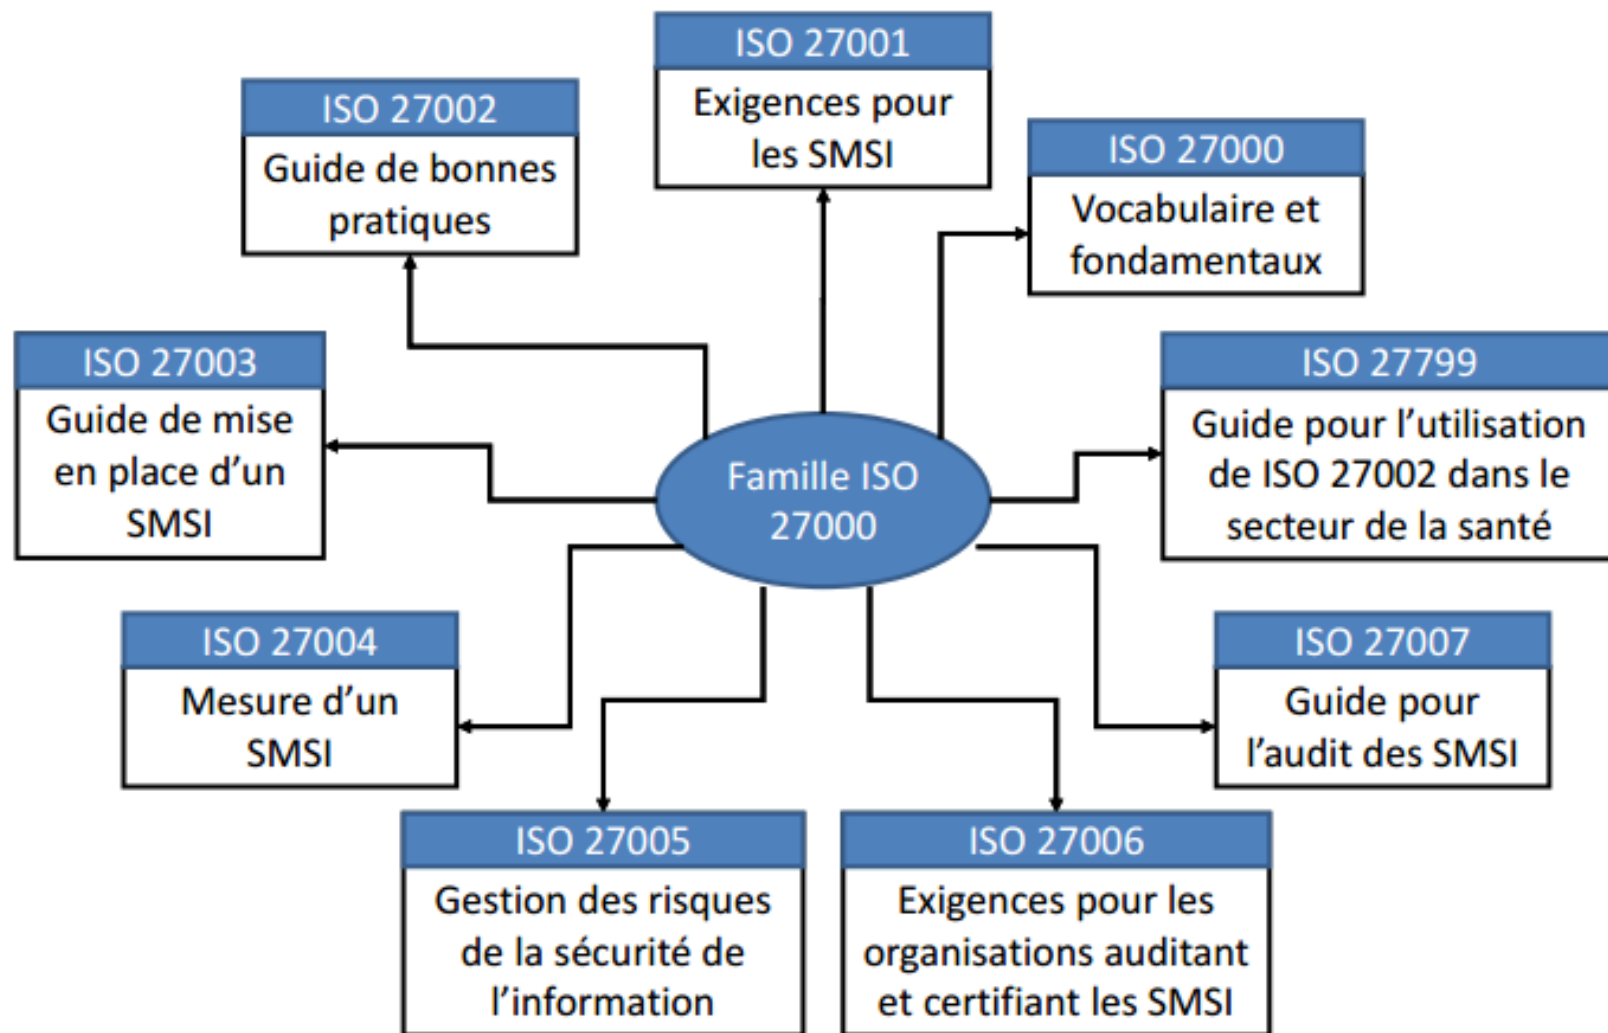 ISO 27001
Exigences pour
les SMSI
ISO 27002
Guide de bonnes
pratiques
ISO 27000
Vocabulaire et
fondamentaux
ISO 27003
Guide de mise
en place d’un
SMSI
ISO 27799
Guide pour l’utilisation
de ISO 27002 dans le
secteur de la santé
Famille ISO
27000
ISO 27004
Mesure d’un
SMSI
ISO 27007
Guide pour
l’audit des SMSI
ISO 27005
Gestion des risques
de la sécurité de
l’information
ISO 27006
Exigences pour les
organisations auditant
et certifiant les SMSI